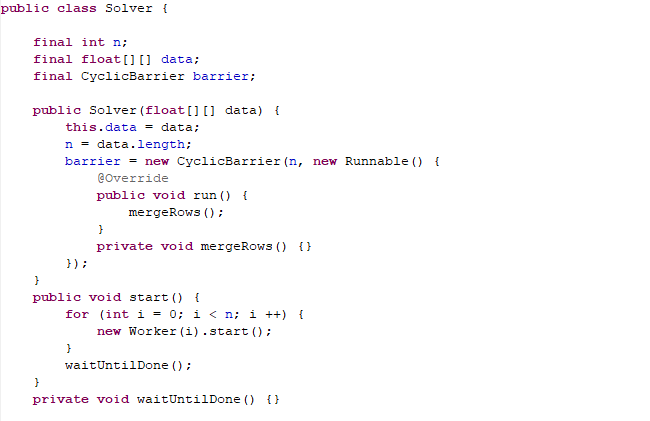 public class Solver {
final int n;
final float[][] data;
final CyclicBarrier barrier;
public Solver(float[][] data) {
this.data = data;
n = data.length;
barrier = new CyclicBarrier(n, new Runnable() {
@Override
public void run() {
mergeRows();
}
private void mergeRows() {}
});
}
public void start() {
for (int i = 0; i < n; i ++) {
new Worker(i).start();
}
waitUntilDone();
}
private void waitUntilDone() {}